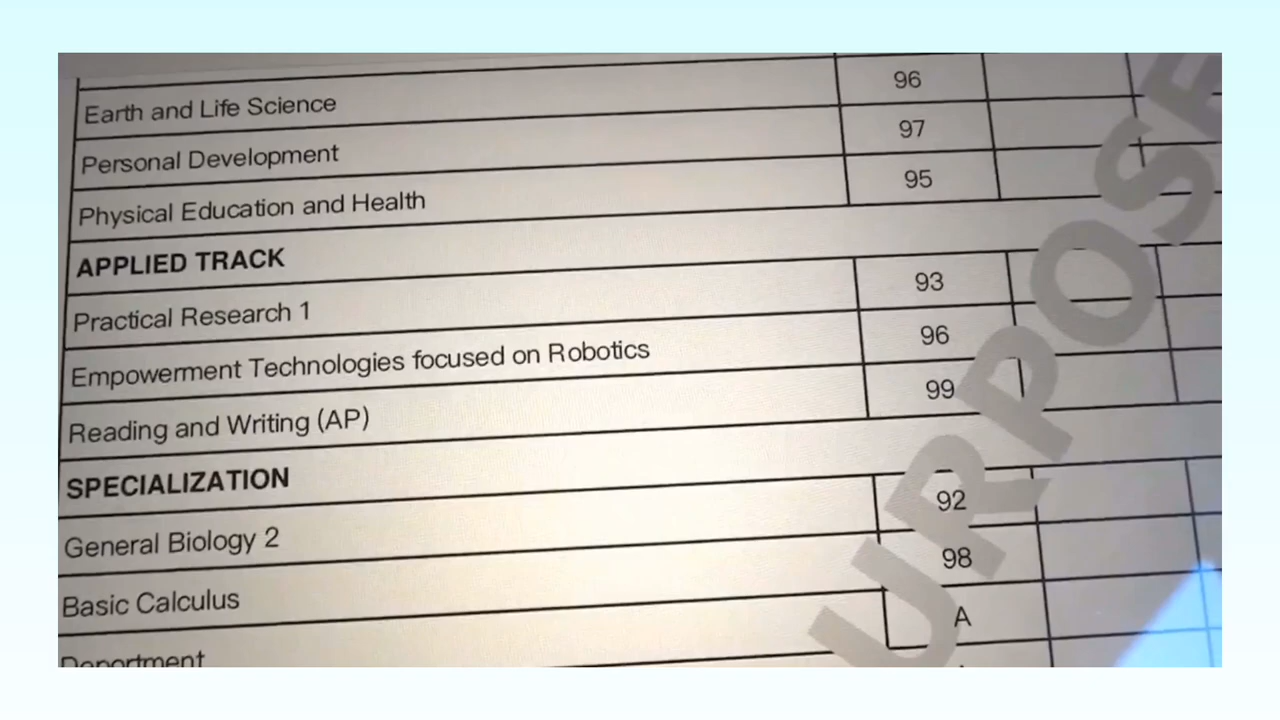 Earth and Life Science 96
Personal Development 97
Physical Education and Health 95
APPLIED TRACK
Practical Research 1 93
Empowerment Technologies focused on Robotics 96
Reading and Writing (AP) 99
SPECIALIZATION
General Biology 2 92
Basic Calculus 98
Deportment A
URPOSE